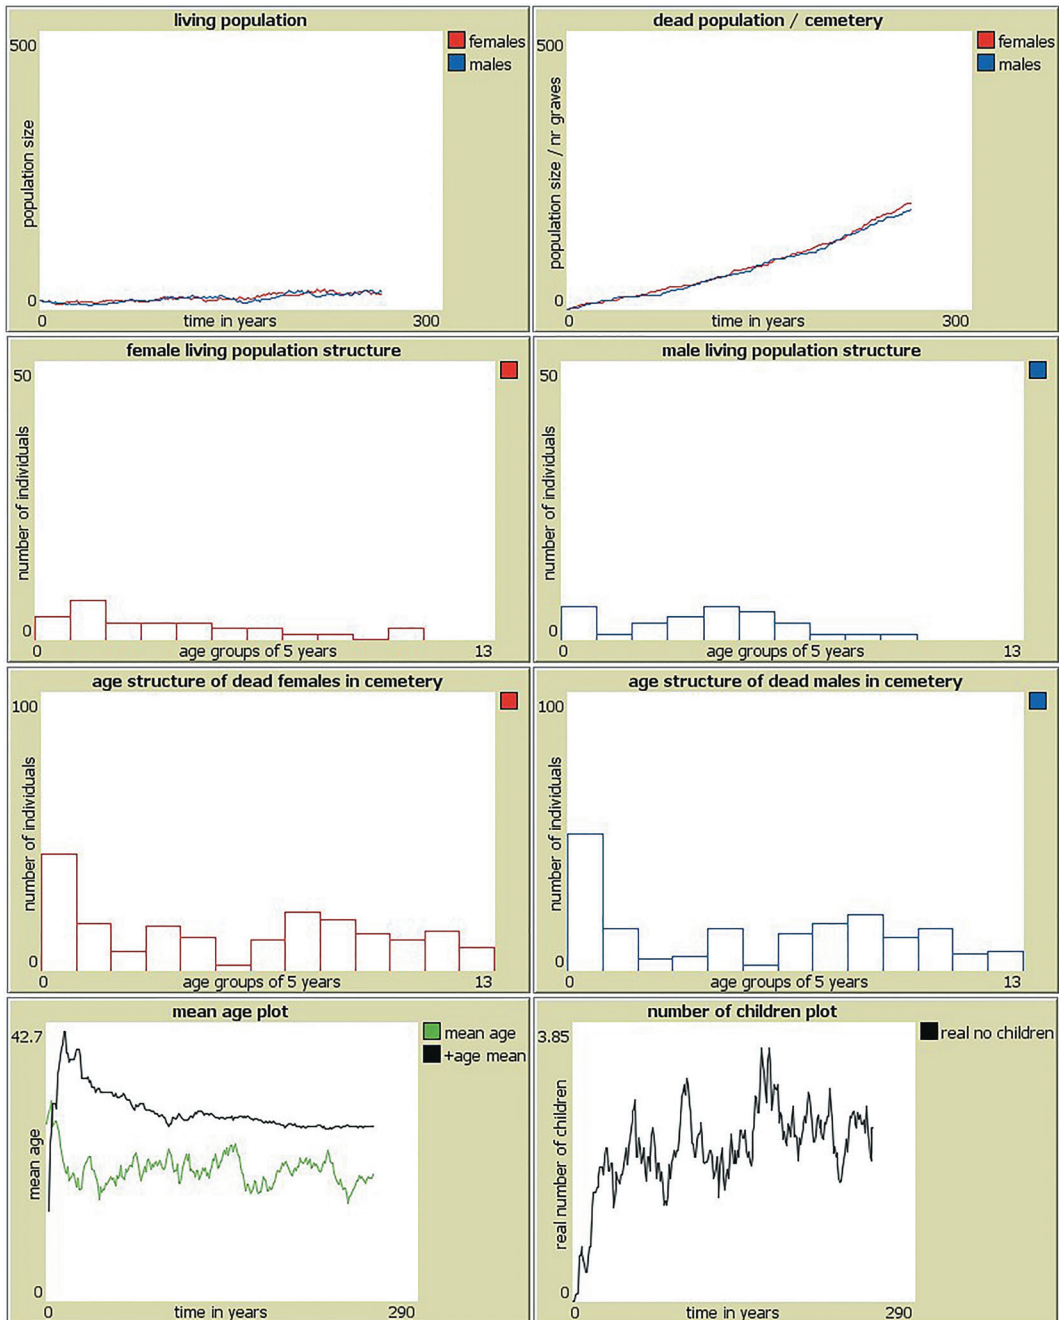 living population
500
population size
0
0
time in years
300
females
males
dead population / cemetery
500
population size / nr graves
0
0
time in years
300
females
males
female living population structure
50
number of individuals
0
0
age groups of 5 years
13
male living population structure
50
number of individuals
0
0
age groups of 5 years
13
age structure of dead females in cemetery
100
number of individuals
0
0
age groups of 5 years
13
age structure of dead males in cemetery
100
number of individuals
0
0
age groups of 5 years
13
mean age plot
42.7
mean age
0
0
time in years
290
mean age
+age mean
number of children plot
3.85
real number of children
0
0
time in years
290
real no children